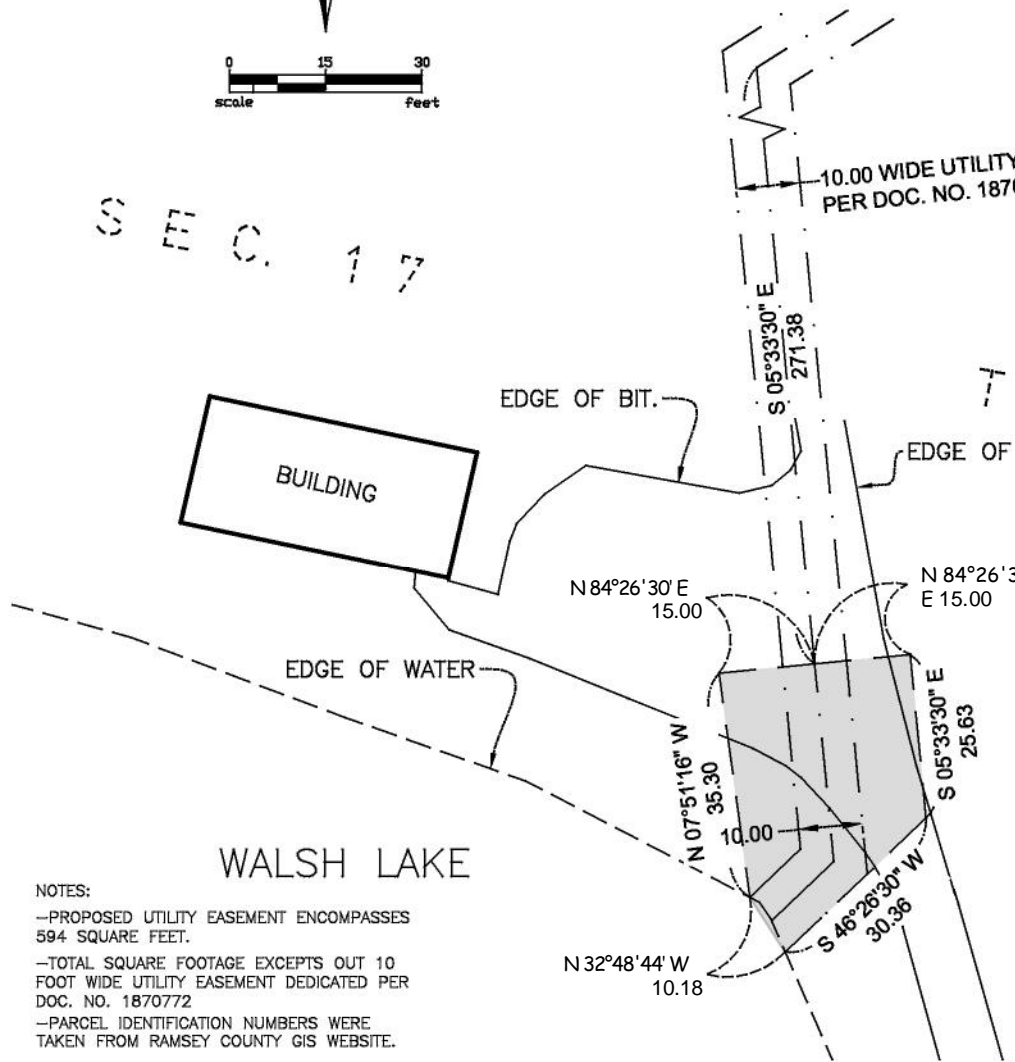 0 15 30
scale feet
10.00 WIDE UTILITY
PER DOC. NO. 1870
SEC. 17
S 05°33'30" E
271.38
T
EDGE OF BIT.
EDGE OF
BUILDING
N 84°26'30' E
15.00
N 84°26'3
E 15.00
EDGE OF WATER
S 05°33'30" E
25.63
N 07°51'16" W
35.30
10.00
S 46°26'30" W
30.36
N 32°48'44' W
10.18
WALSH LAKE
NOTES:
–PROPOSED UTILITY EASEMENT ENCOMPASSES
594 SQUARE FEET.
–TOTAL SQUARE FOOTAGE EXCEPTS OUT 10
FOOT WIDE UTILITY EASEMENT DEDICATED PER
DOC. NO. 1870772
–PARCEL IDENTIFICATION NUMBERS WERE
TAKEN FROM RAMSEY COUNTY GIS WEBSITE.